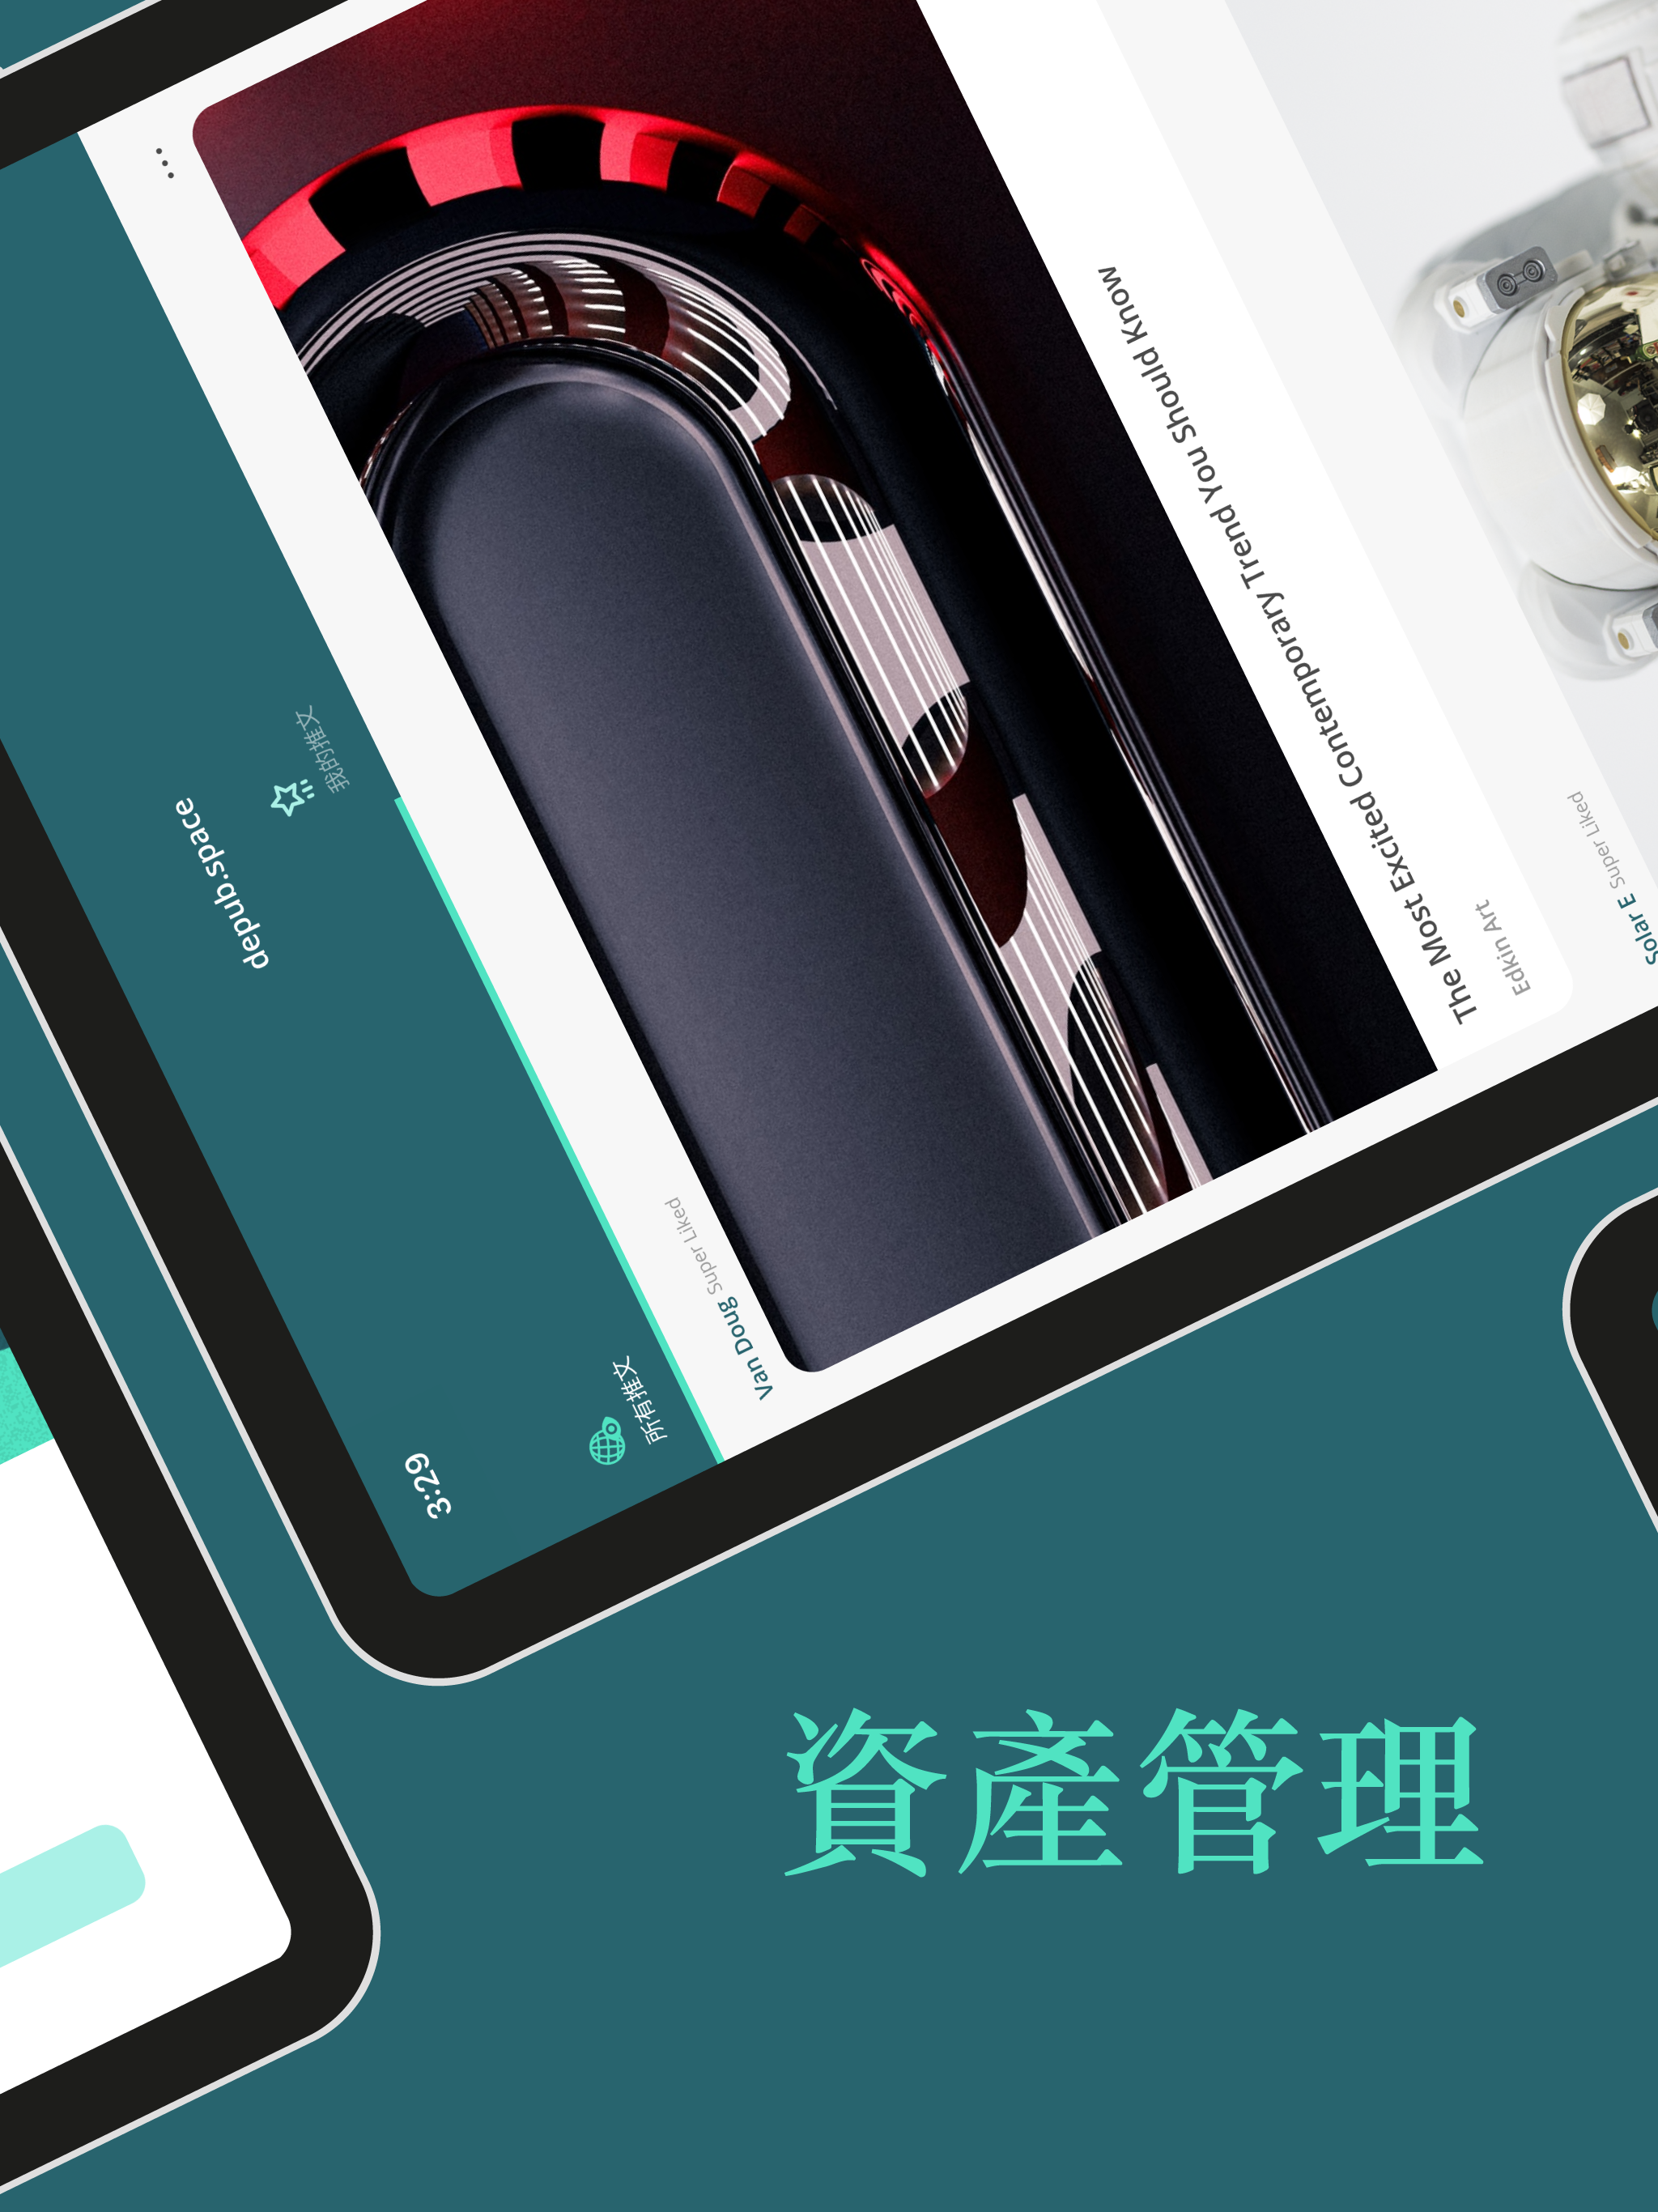 3:29
depub.space
所有推文
我的推文
Van Doug Super Liked
The Most Excited Contemporary Trend You Should Know
Edkin Art
Solar E Super Liked
資產管理